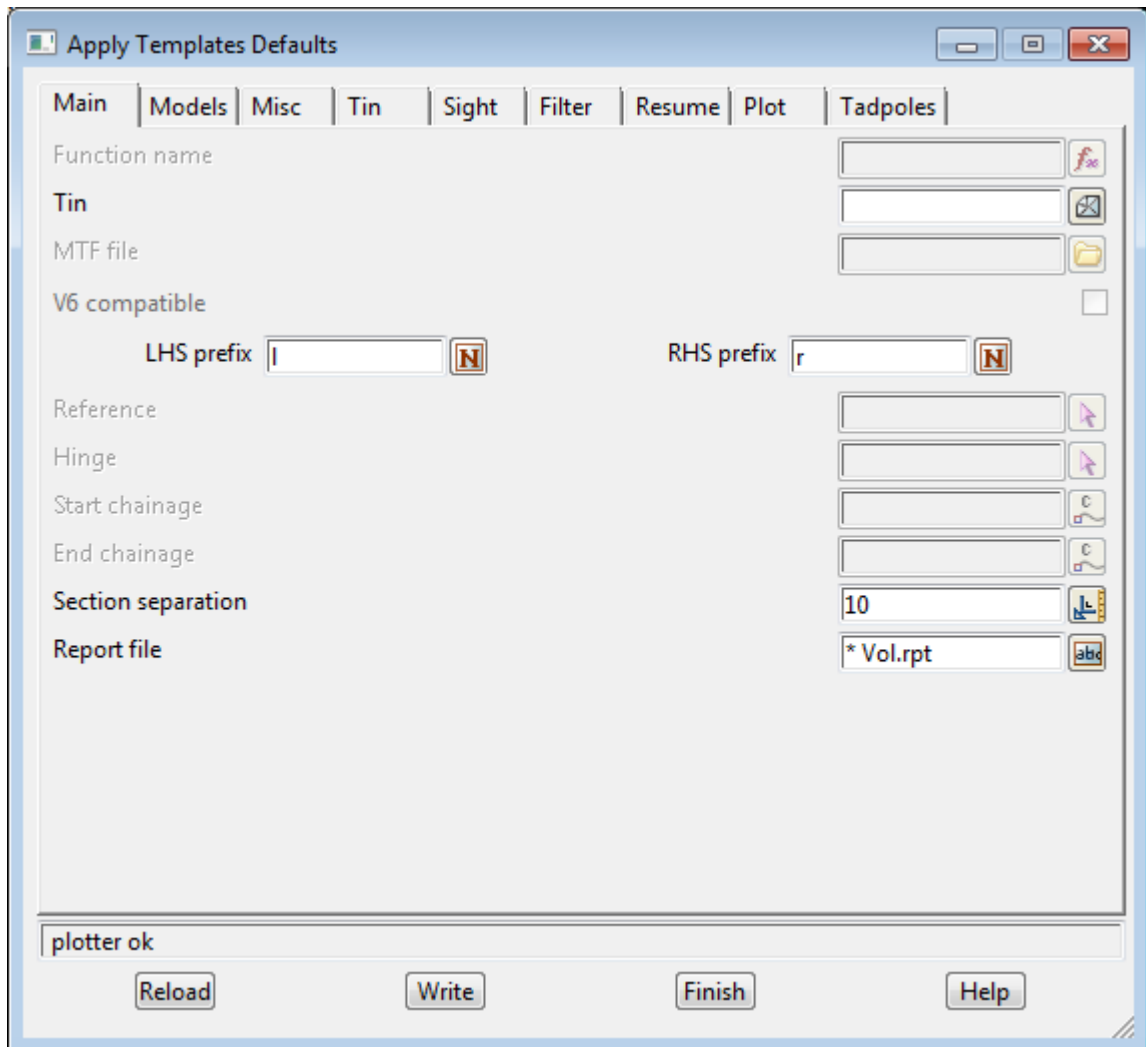 Apply Templates Defaults
Main Models Misc Tin Sight Filter Resume Plot Tadpoles
Function name
Tin
MTF file
V6 compatible
LHS prefix l N RHS prefix r N
Reference
Hinge
Start chainage C
End chainage C
Section separation 10
Report file * Vol.rpt abc
plotter ok
Reload Write Finish Help